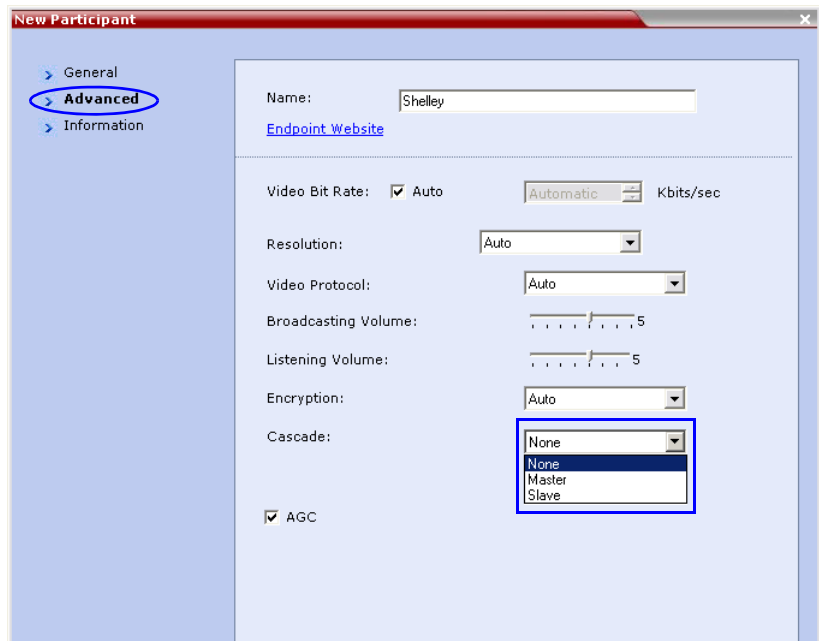 New Participant
General
Advanced
Information
Name: Shelley
Endpoint Website
Video Bit Rate: Auto Automatic Kbits/sec
Resolution: Auto
Video Protocol: Auto
Broadcasting Volume: 5
Listening Volume: 5
Encryption: Auto
Cascade: None
None
Master
Slave
AGC